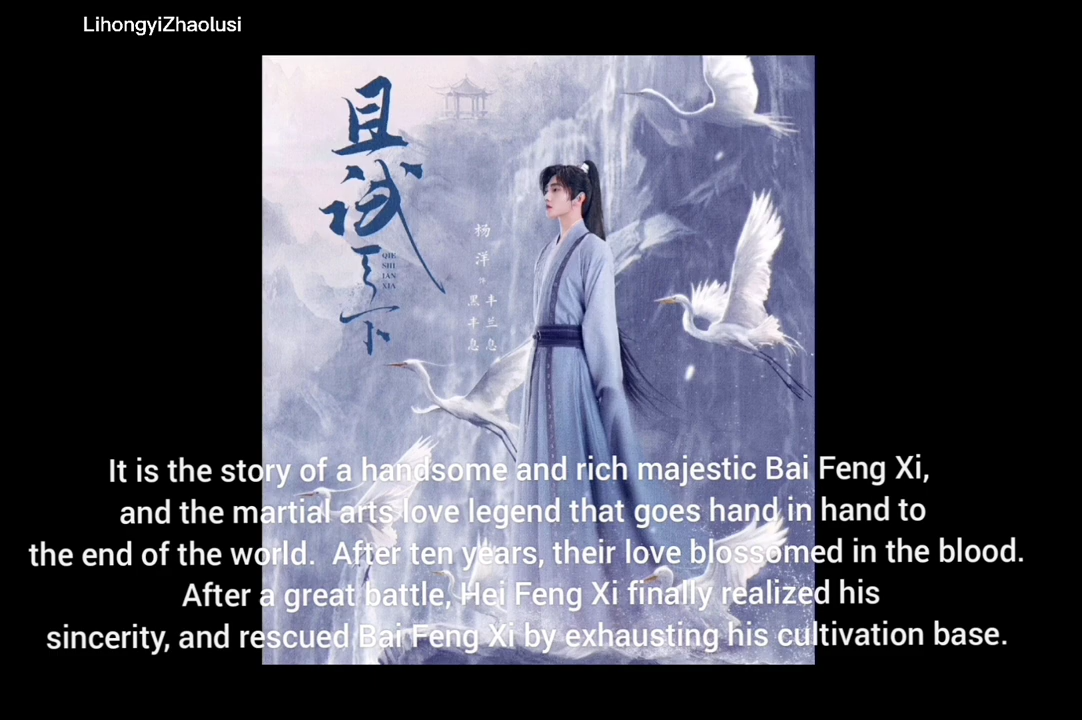 LihongyiZhaolusi
且试天下
QIE
SHI
TIAN
XIA
杨洋
饰
黑丰息
丰兰息
It is the story of a handsome and rich majestic Bai Feng Xi,
and the martial arts love legend that goes hand in hand to
the end of the world. After ten years, their love blossomed in the blood.
After a great battle, Hei Feng Xi finally realized his
sincerity, and rescued Bai Feng Xi by exhausting his cultivation base.